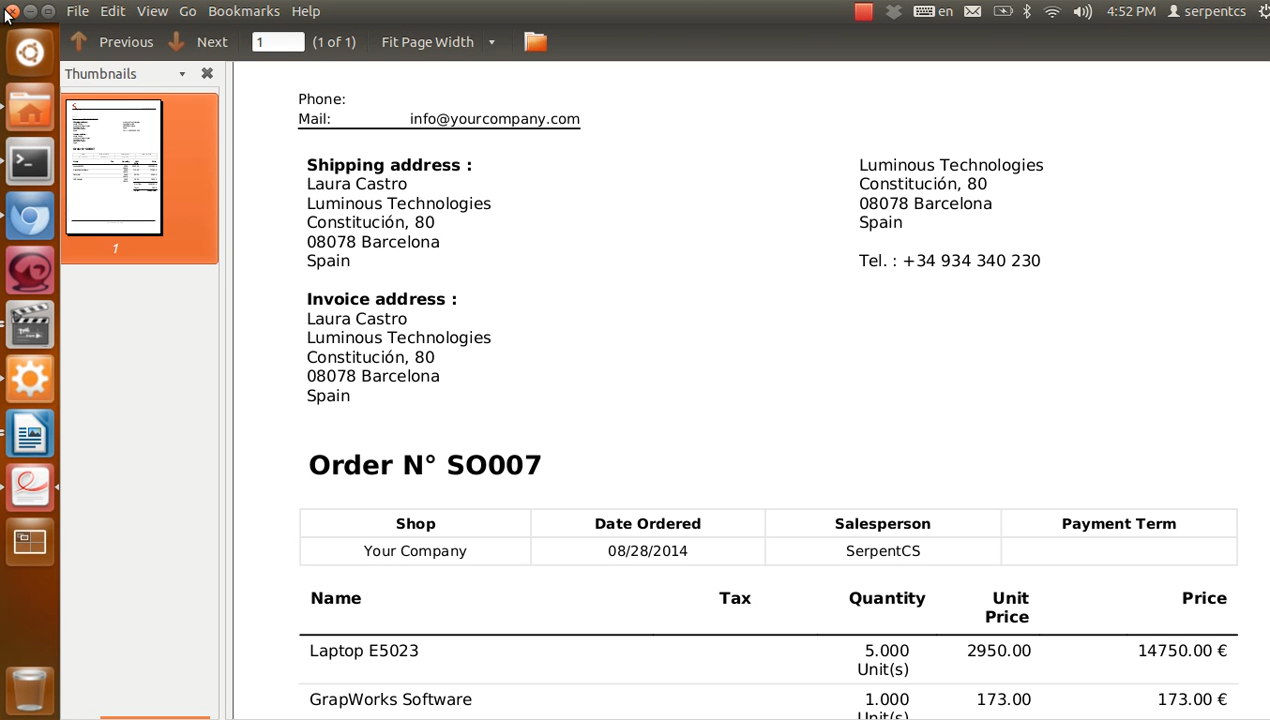 File Edit View Go Bookmarks Help
en 4:52 PM serpentcs
Previous Next 1 (1 of 1) Fit Page Width
Thumbnails
1
Phone:
Mail: info@yourcompany.com
Shipping address :
Laura Castro
Luminous Technologies
Constitución, 80
08078 Barcelona
Spain
Luminous Technologies
Constitución, 80
08078 Barcelona
Spain
Tel. : +34 934 340 230
Invoice address :
Laura Castro
Luminous Technologies
Constitución, 80
08078 Barcelona
Spain
Order N° SO007
Shop Date Ordered Salesperson Payment Term
Your Company 08/28/2014 SerpentCS
Name Tax Quantity Unit Price
Price
Laptop E5023 5.000 2950.00 14750.00 €
Unit(s)
GrapWorks Software 1.000 173.00 173.00 €
Unit(s)